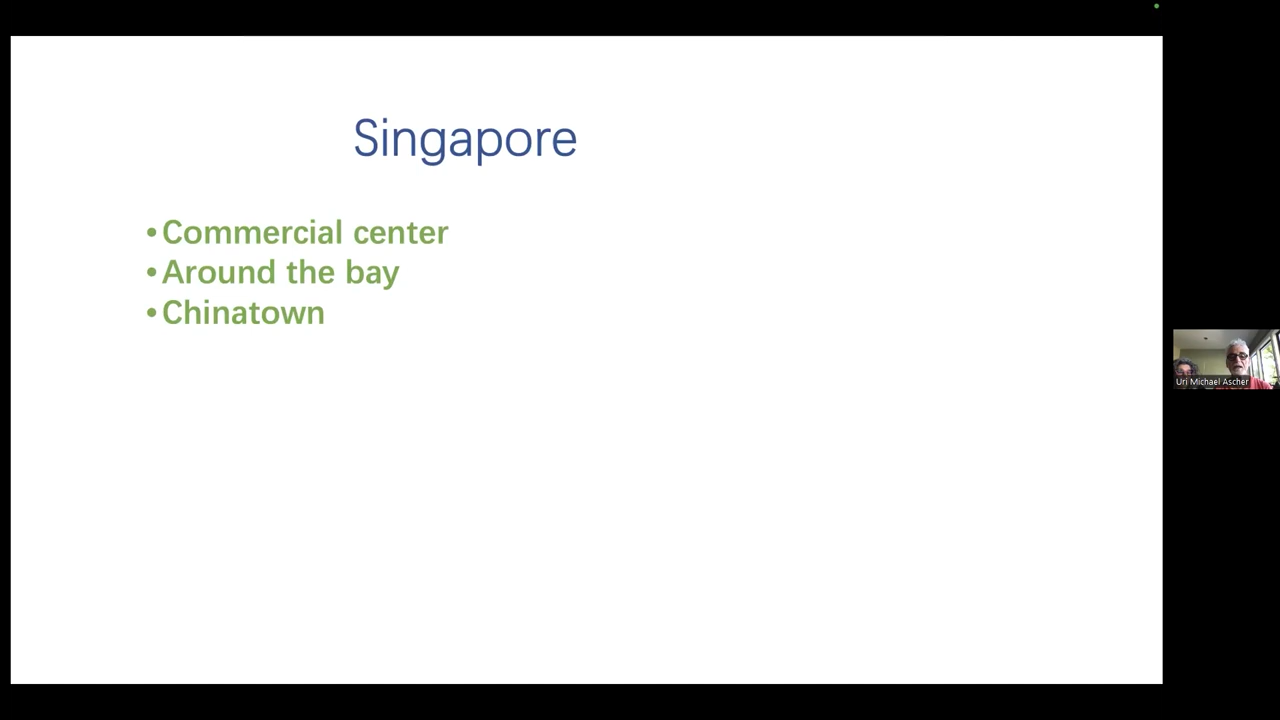 Singapore
•Commercial center
•Around the bay
•Chinatown
Uri Michael Ascher